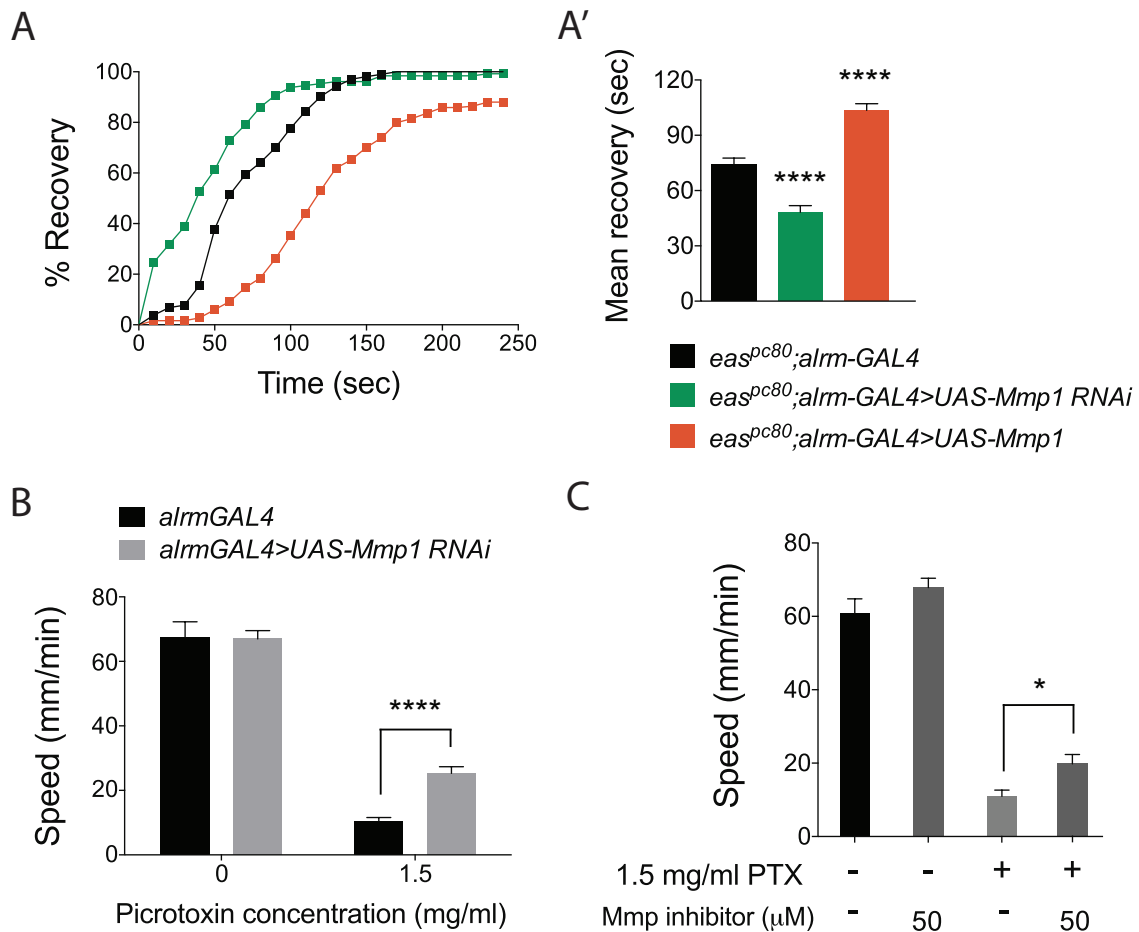 A
% Recovery
100
80
60
40
20
0
0 50 100 150 200 250
Time (sec)
A'
Mean recovery (sec)
120
90
60
30
0
****
****
eas^pc80;alrm-GAL4
eas^pc80;alrm-GAL4>UAS-Mmp1 RNAi
eas^pc80;alrm-GAL4>UAS-Mmp1
B
alrmGAL4
alrmGAL4>UAS-Mmp1 RNAi
Speed (mm/min)
80
60
40
20
0
****
0 1.5
Picrotoxin concentration (mg/ml)
C
Speed (mm/min)
80
60
40
20
0
*
1.5 mg/ml PTX - - + +
Mmp inhibitor (μM) - 50 - 50